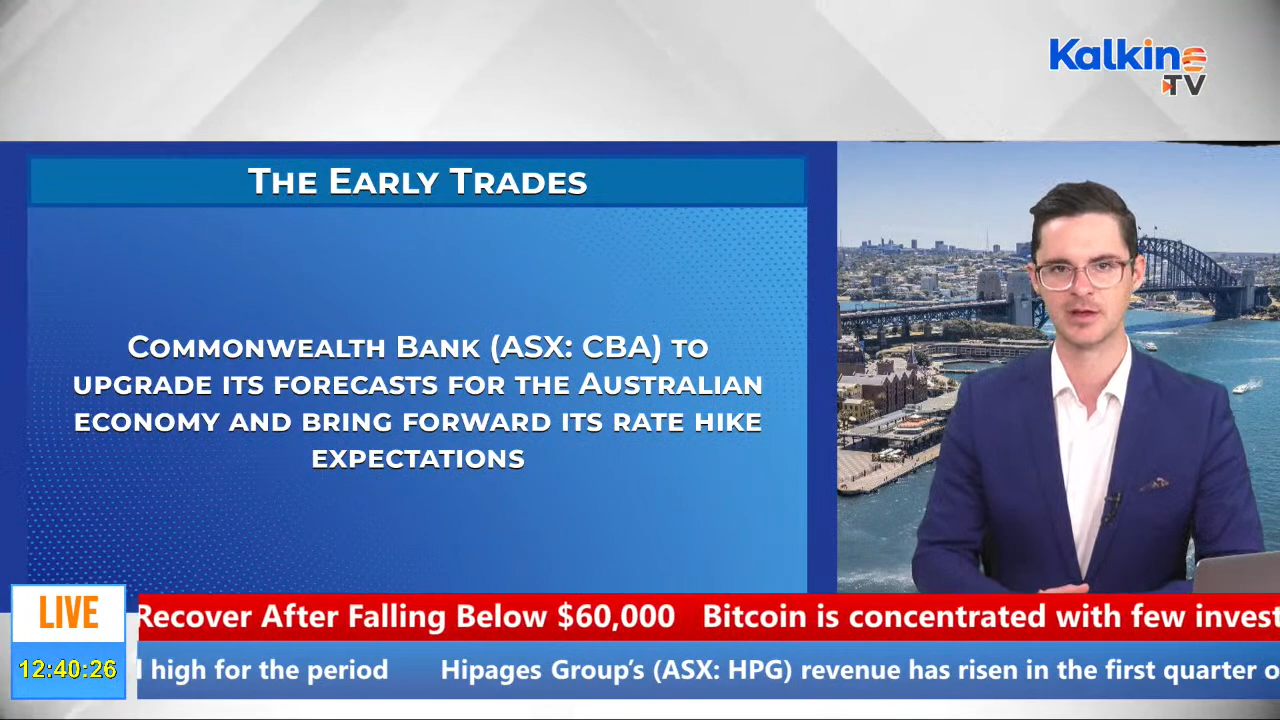 Kalkine
TV
The Early Trades
Commonwealth Bank (ASX: CBA) to
upgrade its forecasts for the Australian
economy and bring forward its rate hike
expectations
LIVE
Recover After Falling Below $60,000 Bitcoin is concentrated with few invest
12:40:26
high for the period Hipages Group's (ASX: HPG) revenue has risen in the first quarter o